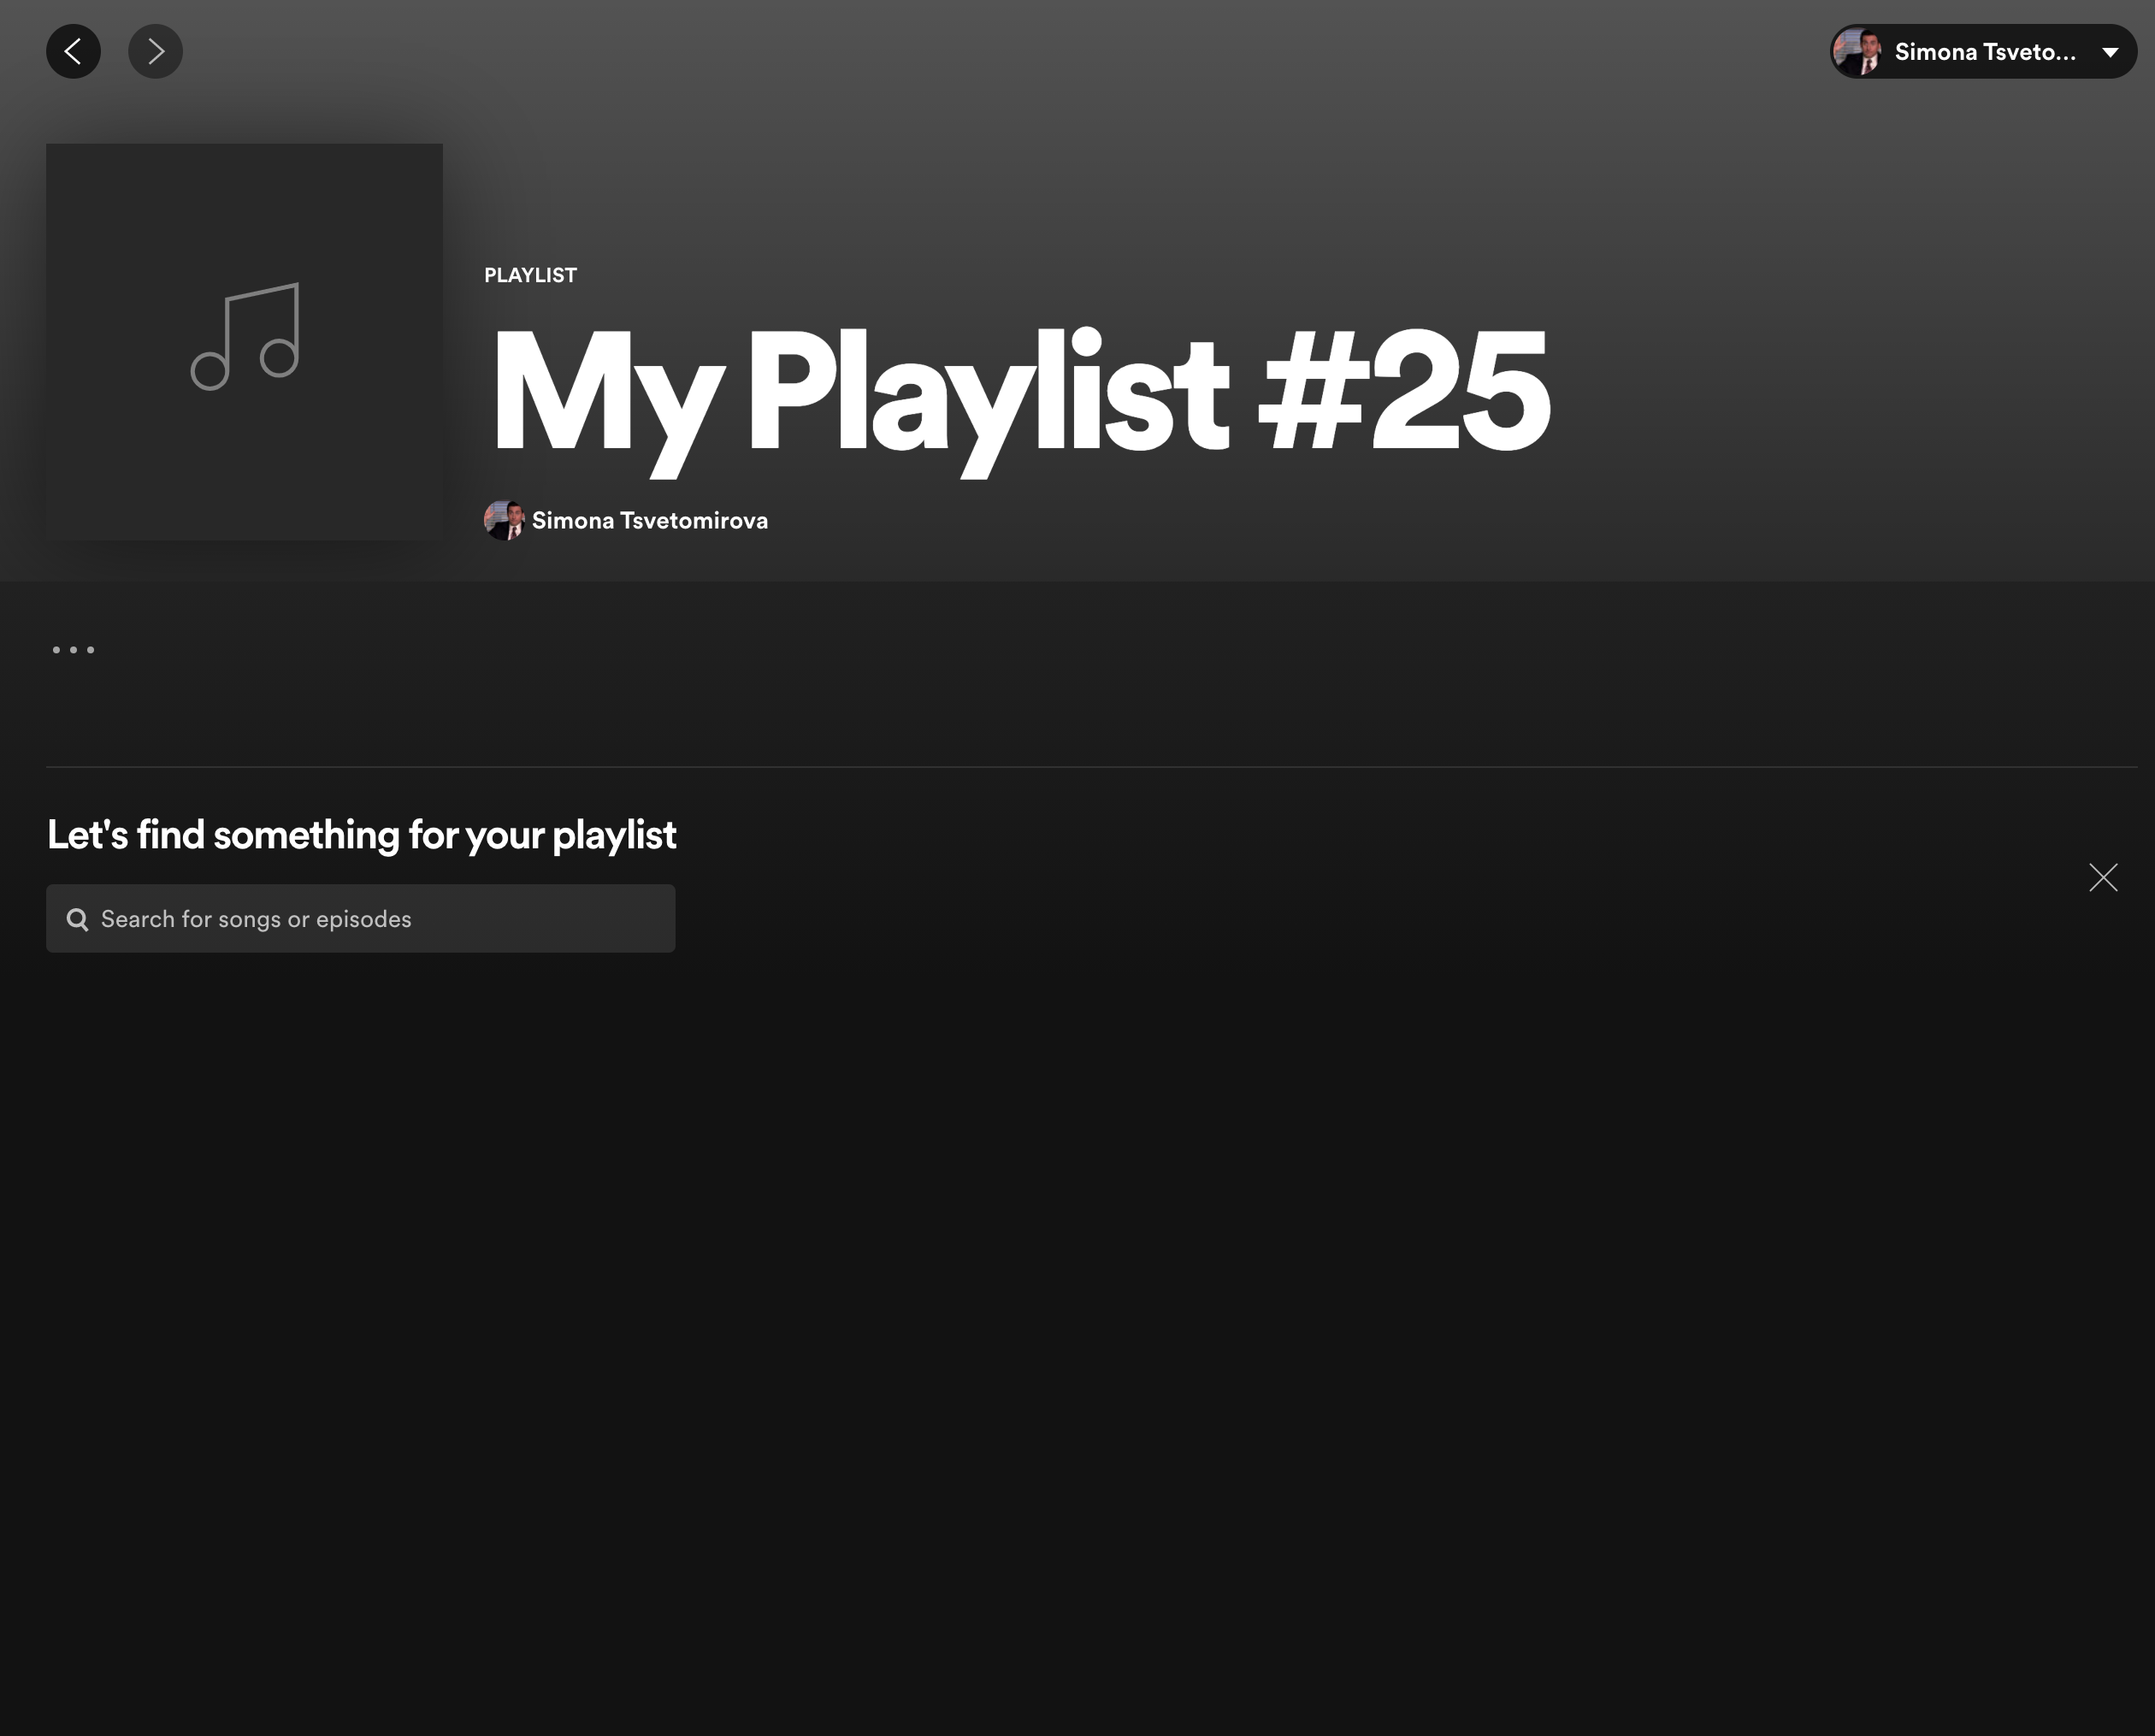 Simona Tsveto...
PLAYLIST
My Playlist #25
Simona Tsvetomirova
Let's find something for your playlist
Search for songs or episodes